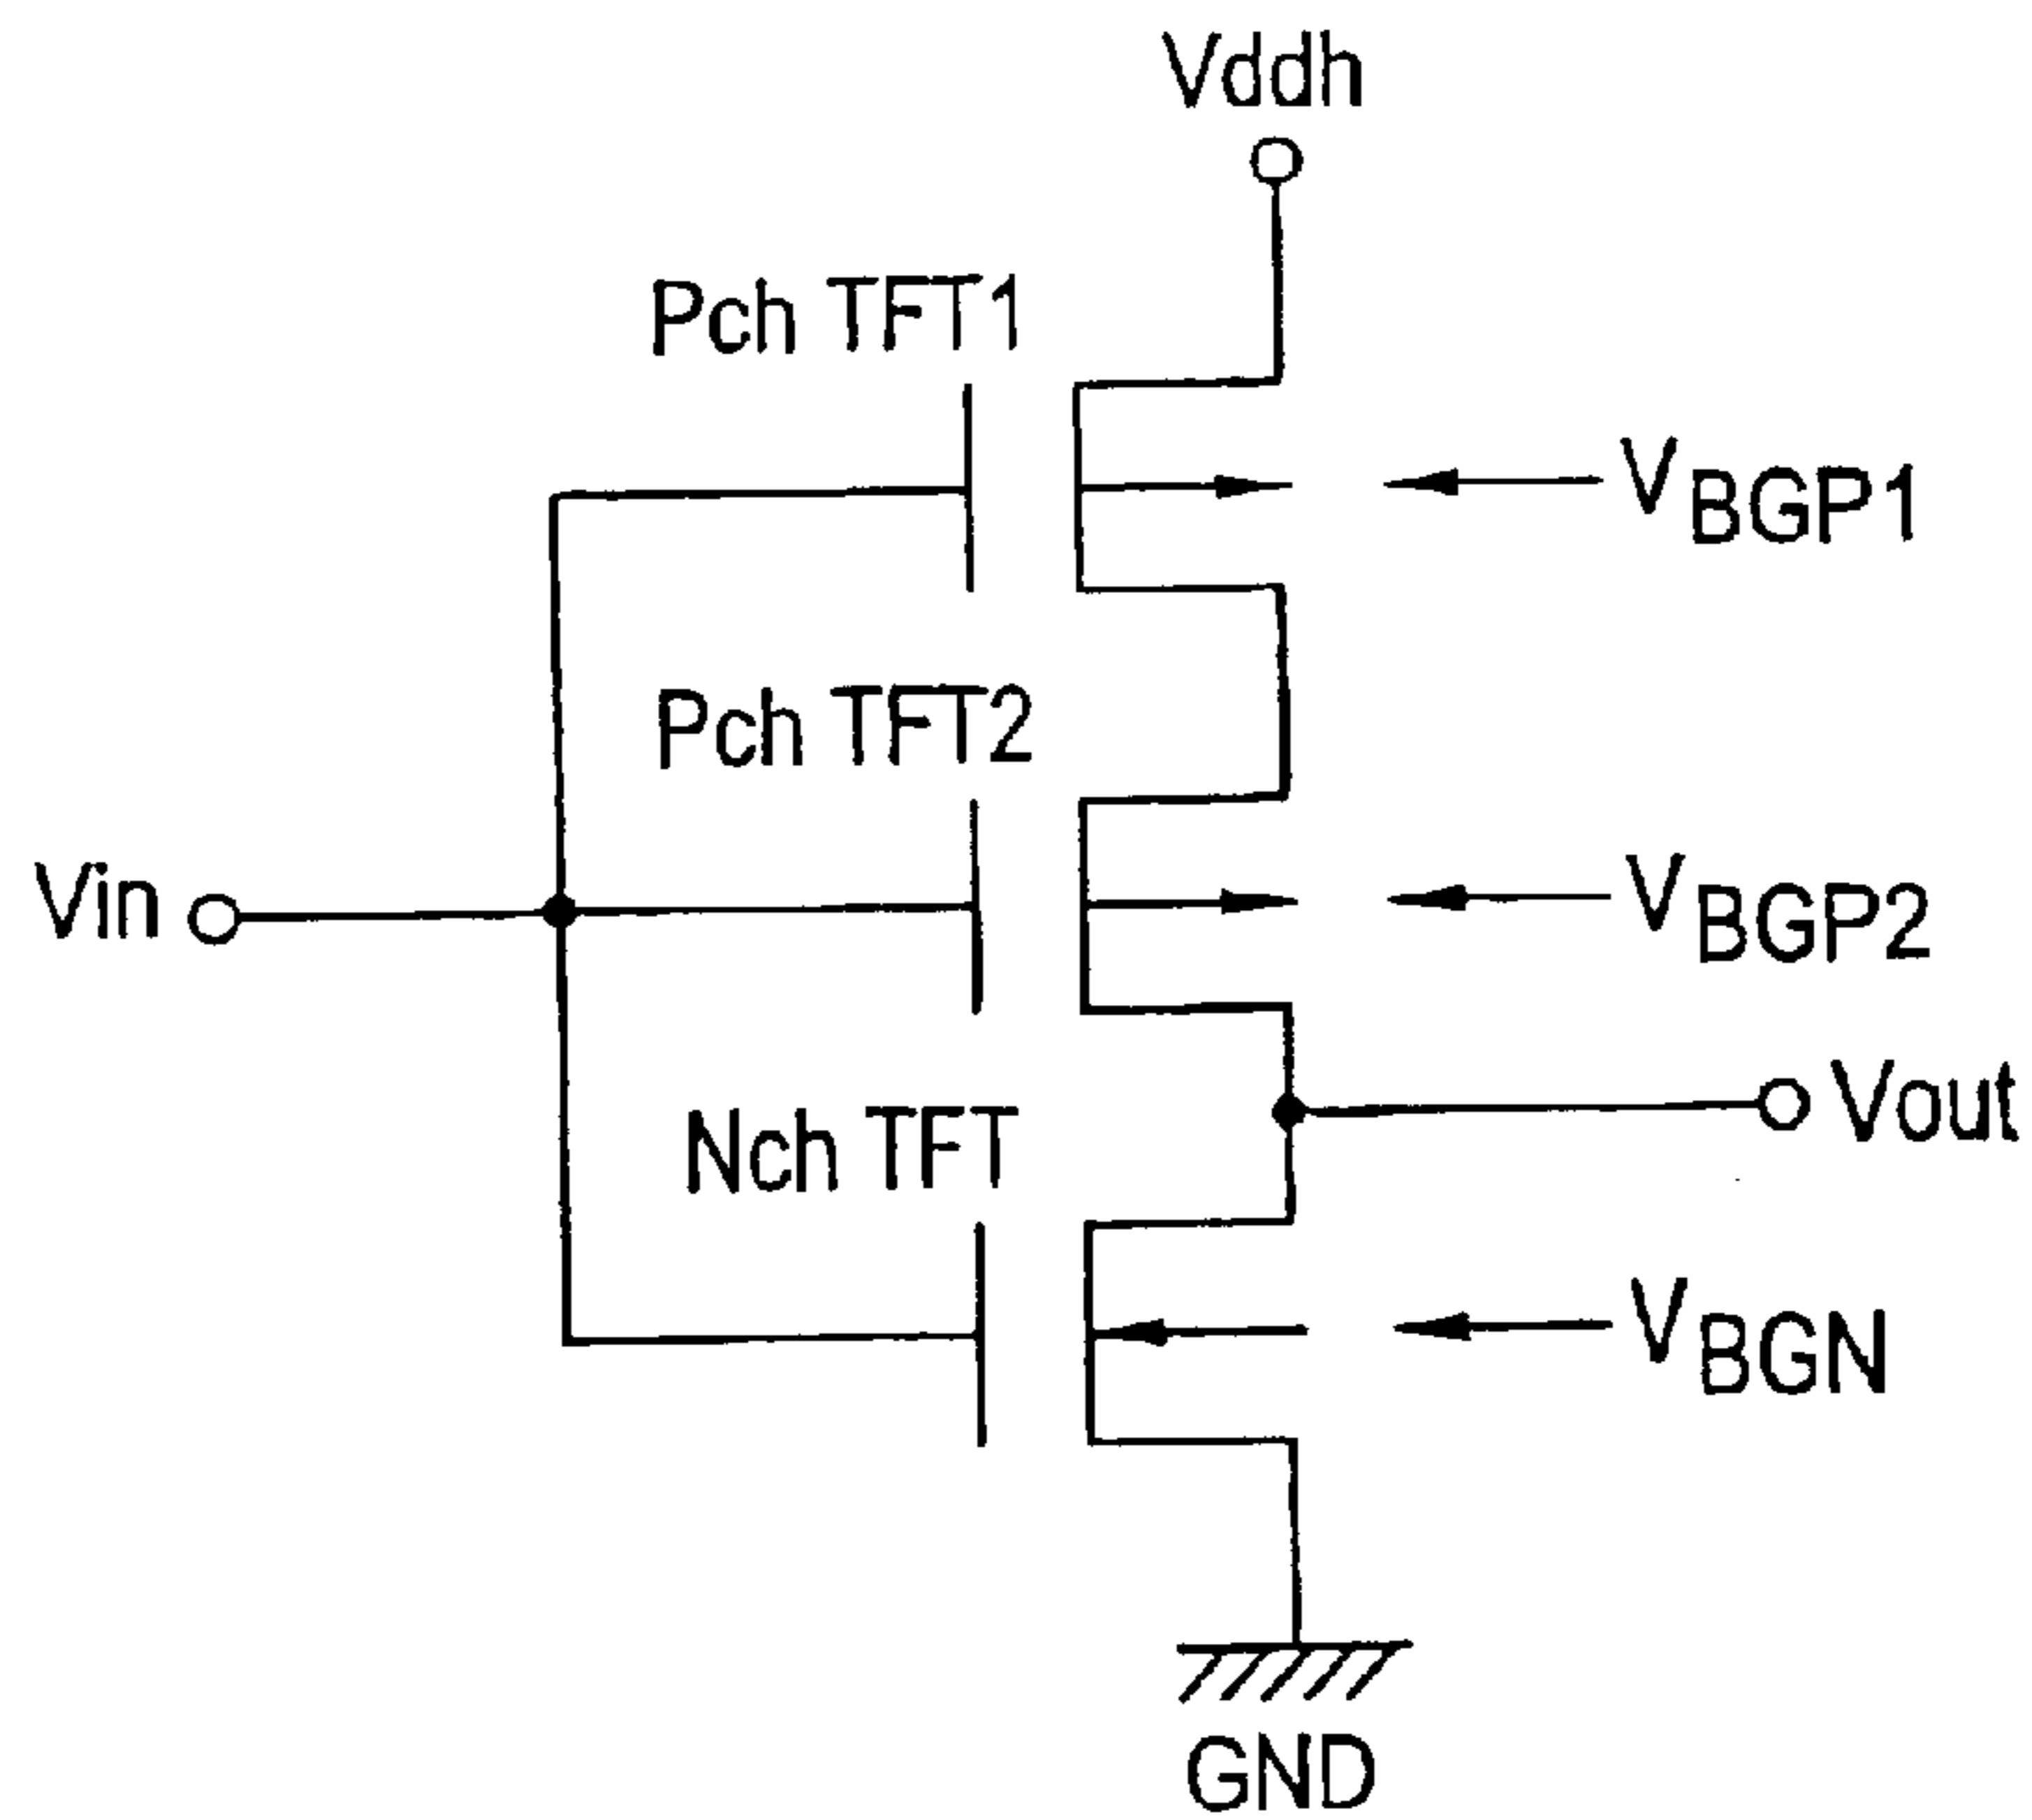 Vddh
Pch TFT1
VBGP1
Pch TFT2
Vin
VBGP2
Vout
Nch TFT
VBGN
GND